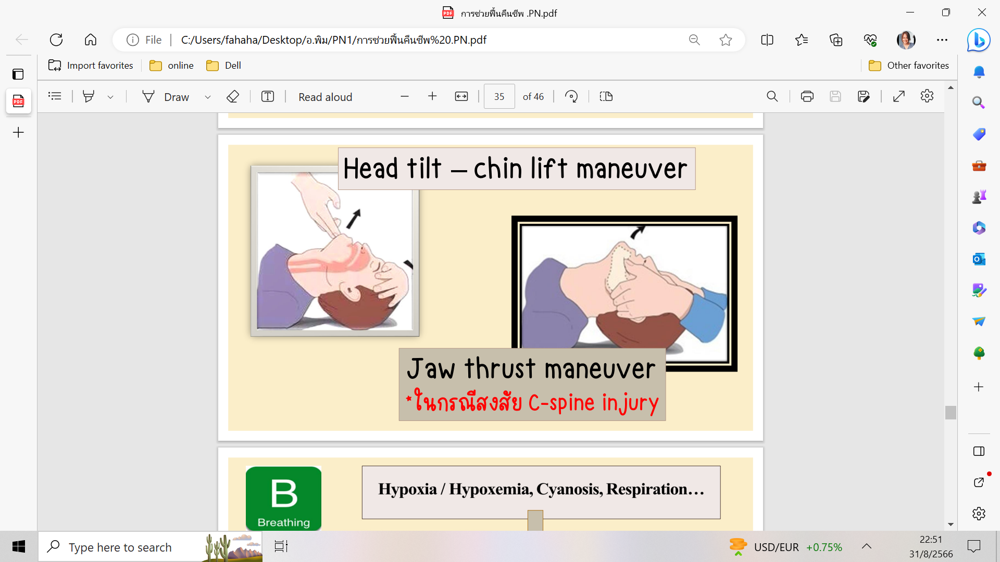 การช่วยฟื้นคืนชีพ .PN.pdf
File
C:/Users/fahaha/Desktop/อ.พิม/PN1/การช่วยฟื้นคืนชีพ%20.PN.pdf
Import favorites
online
Dell
Other favorites
Draw
Read aloud
35
of 46
Head tilt – chin lift maneuver
Jaw thrust maneuver
*ในกรณีสงสัย C-spine injury
B
Breathing
Hypoxia / Hypoxemia, Cyanosis, Respiration…
Type here to search
USD/EUR
+0.75%
22:51
31/8/2566